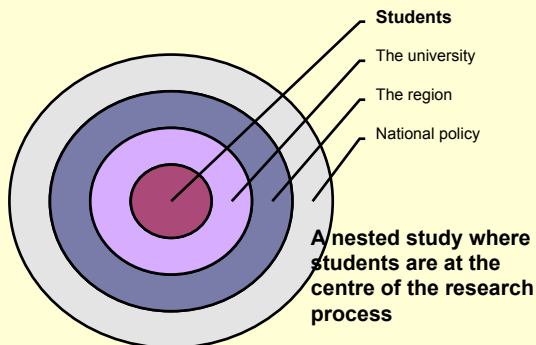 Students
The university
The region
National policy
A nested study where
students are at the
centre of the research
process